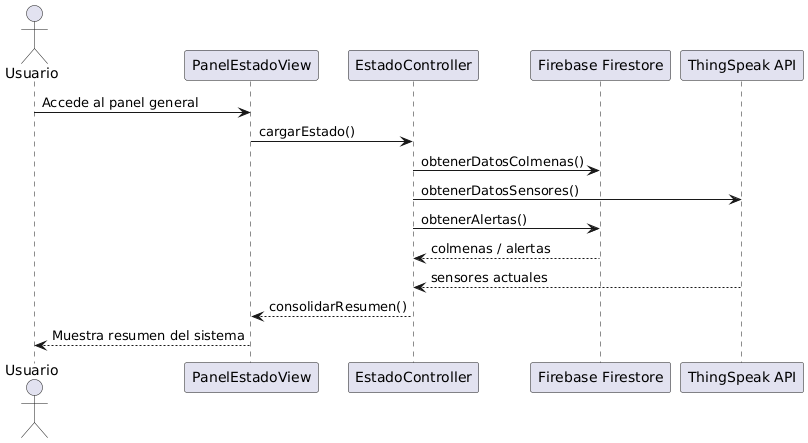 Usuario
PanelEstadoView
EstadoController
Firebase Firestore
ThingSpeak API
Accede al panel general
cargarEstado()
obtenerDatosColmenas()
obtenerDatosSensores()
obtenerAlertas()
colmenas / alertas
sensores actuales
consolidarResumen()
Muestra resumen del sistema
Usuario
PanelEstadoView
EstadoController
Firebase Firestore
ThingSpeak API